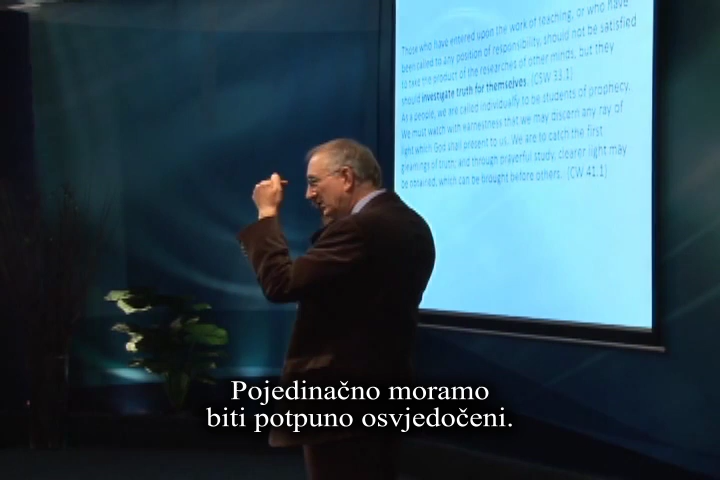 Those who have entered upon the work of teaching, or who have
been called to any position of responsibility, should not be satisfied
to take the product of the researches of other minds, but they
should investigate truth for themselves. (CSW 33.1)
As a people, we are called individually to be students of prophecy.
We must watch with earnestness that we may discern any ray of
light which God shall present to us. We are to catch the first
gleamings of truth; and through prayerful study, clearer light may
be obtained, which can be brought before others. (CW 41.1)
Pojedinačno moramo
biti potpuno osvjedočeni.